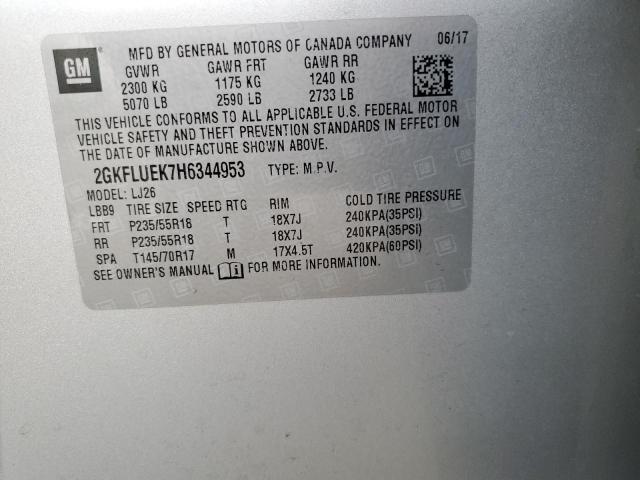 GM
MFD BY GENERAL MOTORS OF CANADA COMPANY 06/17
GVWR GAWR FRT GAWR RR
2300 KG 1175 KG 1240 KG
5070 LB 2590 LB 2733 LB
THIS VEHICLE CONFORMS TO ALL APPLICABLE U.S. FEDERAL MOTOR
VEHICLE SAFETY AND THEFT PREVENTION STANDARDS IN EFFECT ON
THE DATE OF MANUFACTURE SHOWN ABOVE.
2GKFLUEK7H6344953 TYPE: M.P.V.
MODEL: LJ26
LBB9 TIRE SIZE SPEED RTG RIM COLD TIRE PRESSURE
FRT P235/55R18 T 18X7J 240KPA(35PSI)
RR P235/55R18 T 18X7J 240KPA(35PSI)
SPA T145/70R17 M 17X4.5T 420KPA(60PSI)
SEE OWNER'S MANUAL FOR MORE INFORMATION.